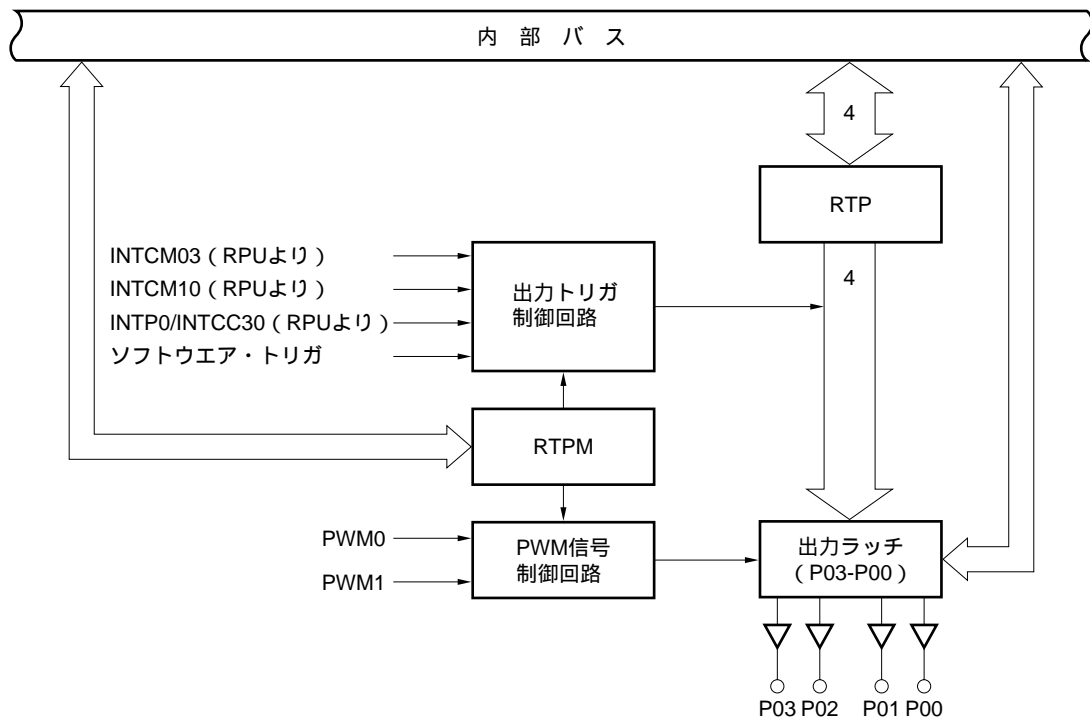 内 部 バ ス
4
RTP
4
INTCM03（RPUより）
INTCM10（RPUより）
INTP0/INTCC30（RPUより）
ソフトウエア・トリガ
出力トリガ
制御回路
RTPM
PWM0
PWM1
PWM信号
制御回路
出力ラッチ
（P03-P00）
P03 P02 P01 P00